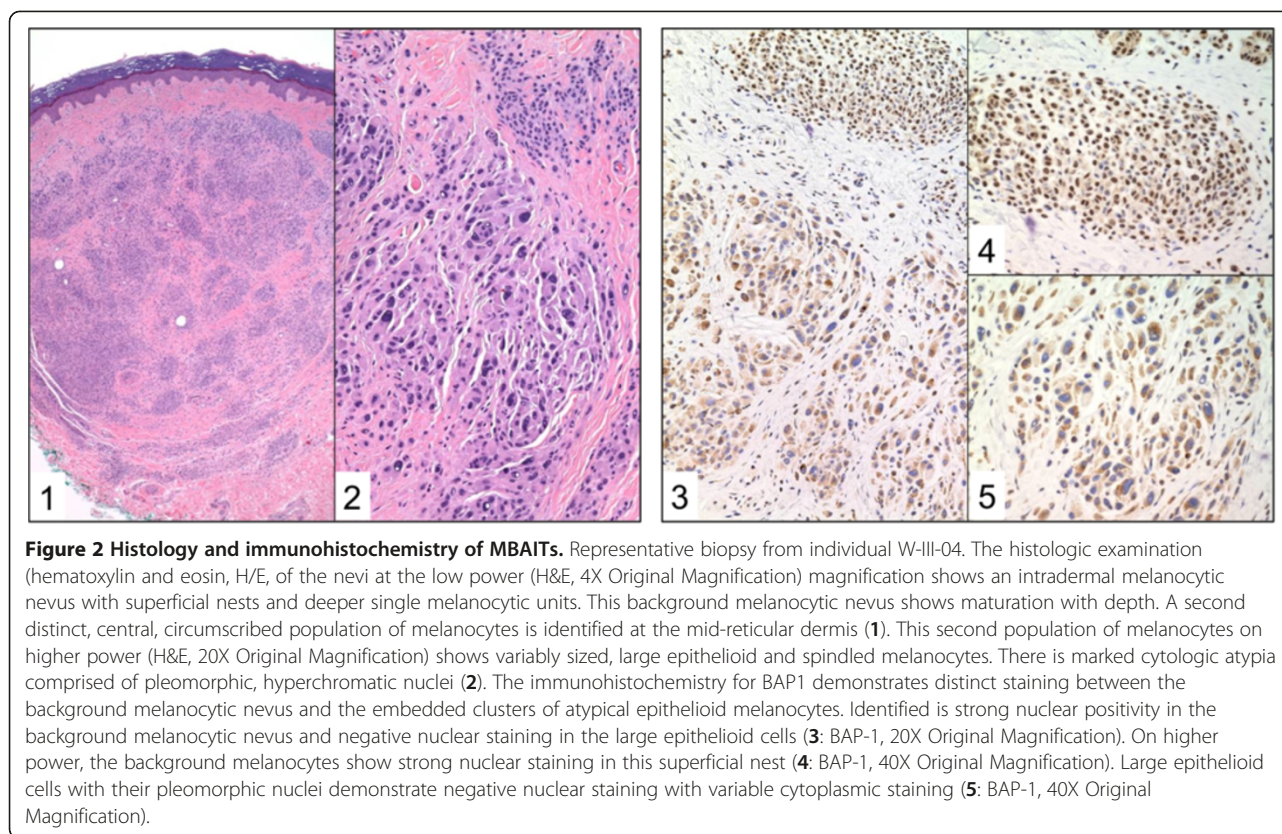 1
2
3
4
5
Figure 2 Histology and immunohistochemistry of MBAITs. Representative biopsy from individual W-III-04. The histologic examination
(hematoxylin and eosin, H/E, of the nevi at the low power (H&E, 4X Original Magnification) magnification shows an intradermal melanocytic
nevus with superficial nests and deeper single melanocytic units. This background melanocytic nevus shows maturation with depth. A second
distinct, central, circumscribed population of melanocytes is identified at the mid-reticular dermis (1). This second population of melanocytes on
higher power (H&E, 20X Original Magnification) shows variably sized, large epithelioid and spindled melanocytes. There is marked cytologic atypia
comprised of pleomorphic, hyperchromatic nuclei (2). The immunohistochemistry for BAP1 demonstrates distinct staining between the
background melanocytic nevus and the embedded clusters of atypical epithelioid melanocytes. Identified is strong nuclear positivity in the
background melanocytic nevus and negative nuclear staining in the large epithelioid cells (3: BAP-1, 20X Original Magnification). On higher
power, the background melanocytes show strong nuclear staining in this superficial nest (4: BAP-1, 40X Original Magnification). Large epithelioid
cells with their pleomorphic nuclei demonstrate negative nuclear staining with variable cytoplasmic staining (5: BAP-1, 40X Original
Magnification).